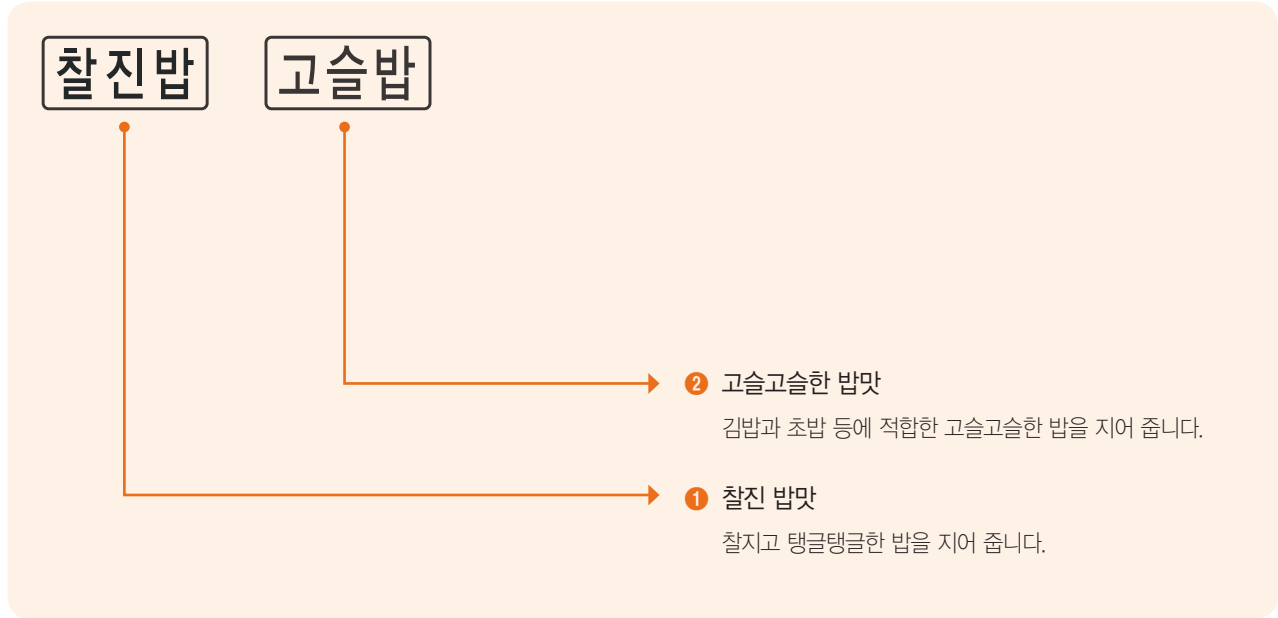 찰진밥
고슬밥
❷ 고슬고슬한 밥맛
김밥과 초밥 등에 적합한 고슬고슬한 밥을 지어 줍니다.
❶ 찰진 밥맛
찰지고 탱글탱글한 밥을 지어 줍니다.